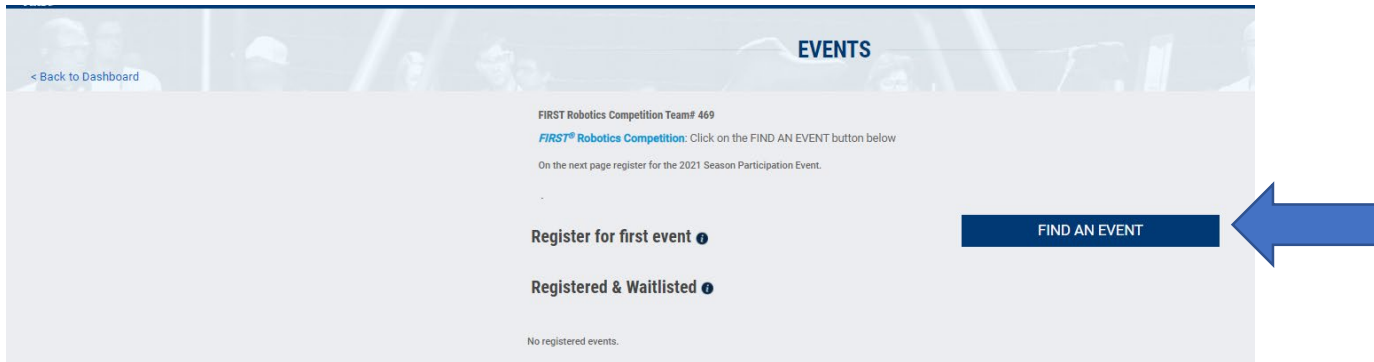 EVENTS
< Back to Dashboard
FIRST Robotics Competition Team# 469
FIRST® Robotics Competition: Click on the FIND AN EVENT button below
On the next page register for the 2021 Season Participation Event.
-
Register for first event
FIND AN EVENT
Registered & Waitlisted
No registered events.